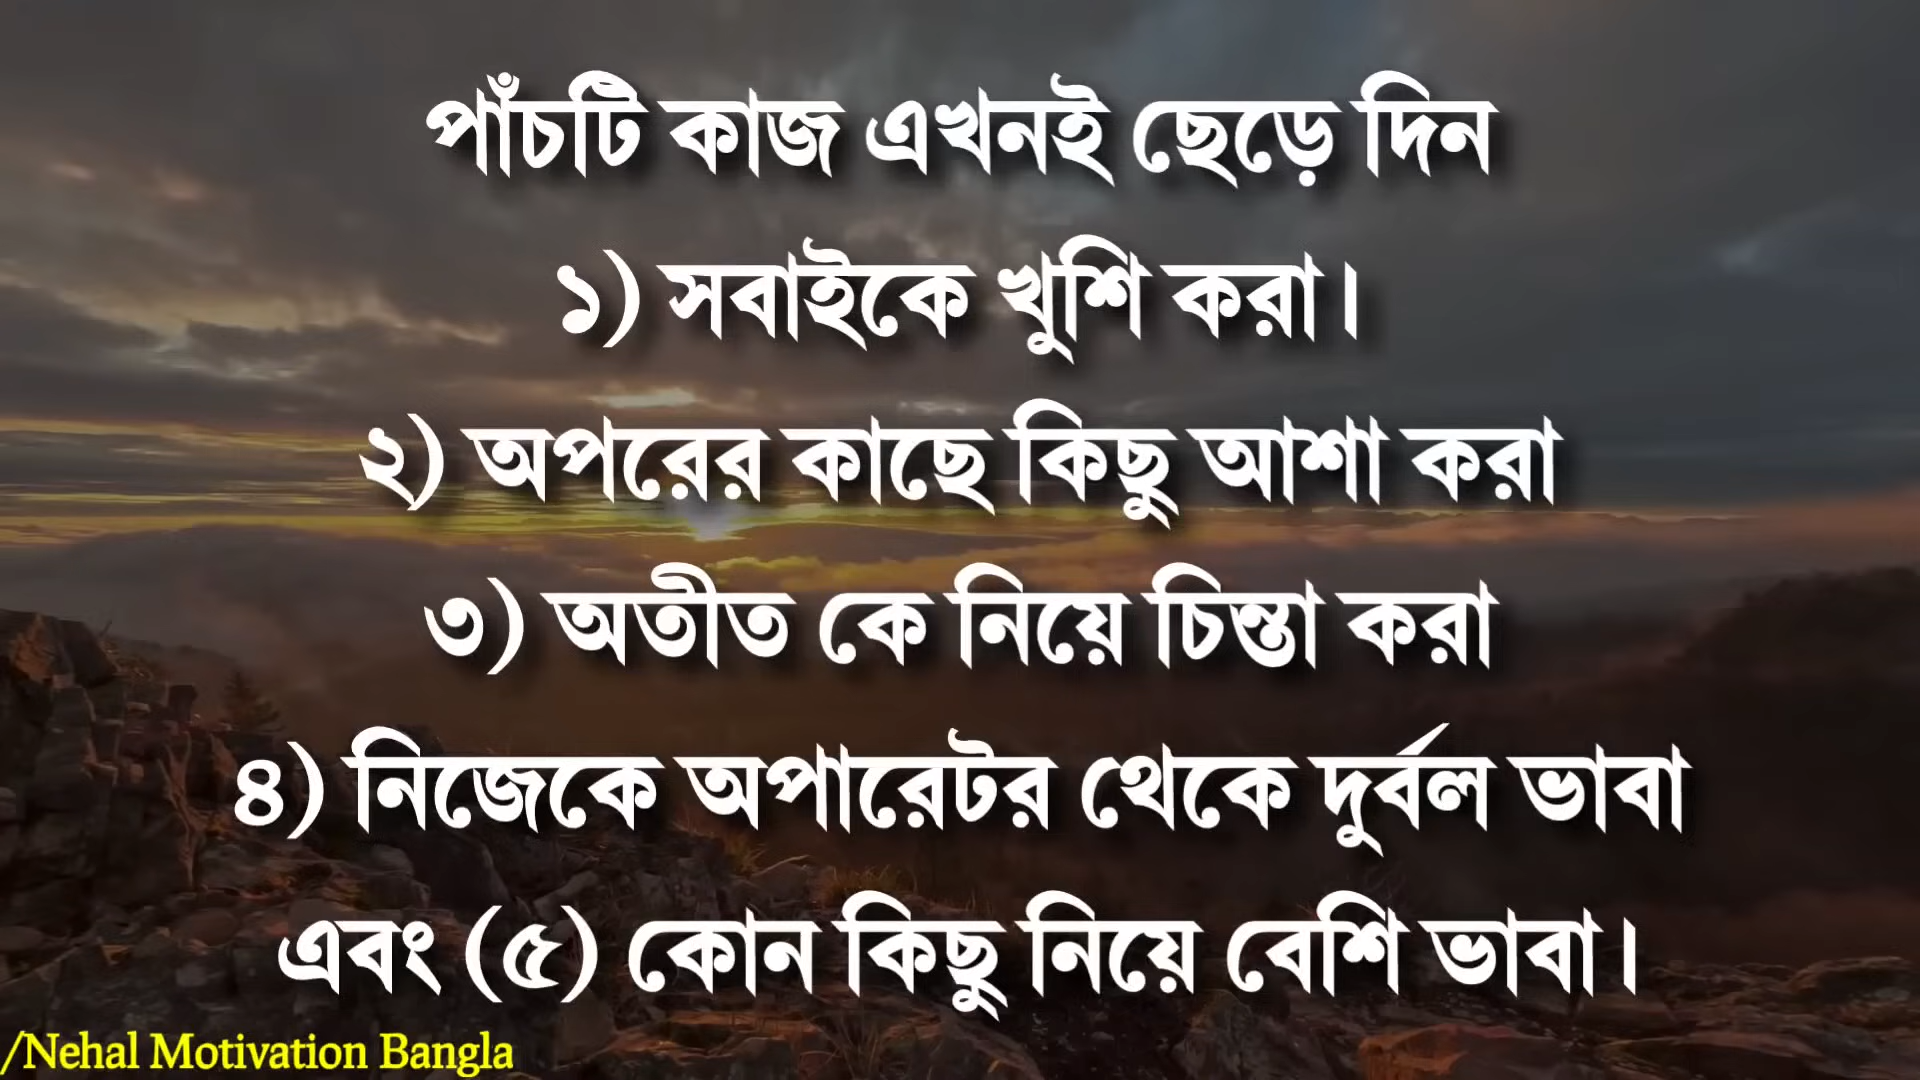 পাঁচটি কাজ এখনই ছেড়ে দিন
১) সবাইকে খুশি করা।
২) অপরের কাছে কিছু আশা করা
৩) অতীত কে নিয়ে চিন্তা করা
৪) নিজেকে অপারেটর থেকে দুর্বল ভাবা
এবং (৫) কোন কিছু নিয়ে বেশি ভাবা।
/Nehal Motivation Bangla